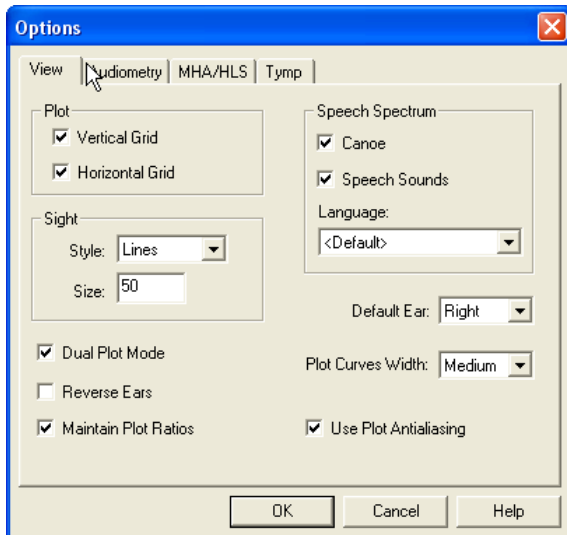 Options
View Audiometry MHA/HLS Tymp
Plot
Vertical Grid
Horizontal Grid
Sight
Style: Lines
Size: 50
Dual Plot Mode
Reverse Ears
Maintain Plot Ratios
Speech Spectrum
Canoe
Speech Sounds
Language:
<Default>
Default Ear: Right
Plot Curves Width: Medium
Use Plot Antialiasing
OK Cancel Help